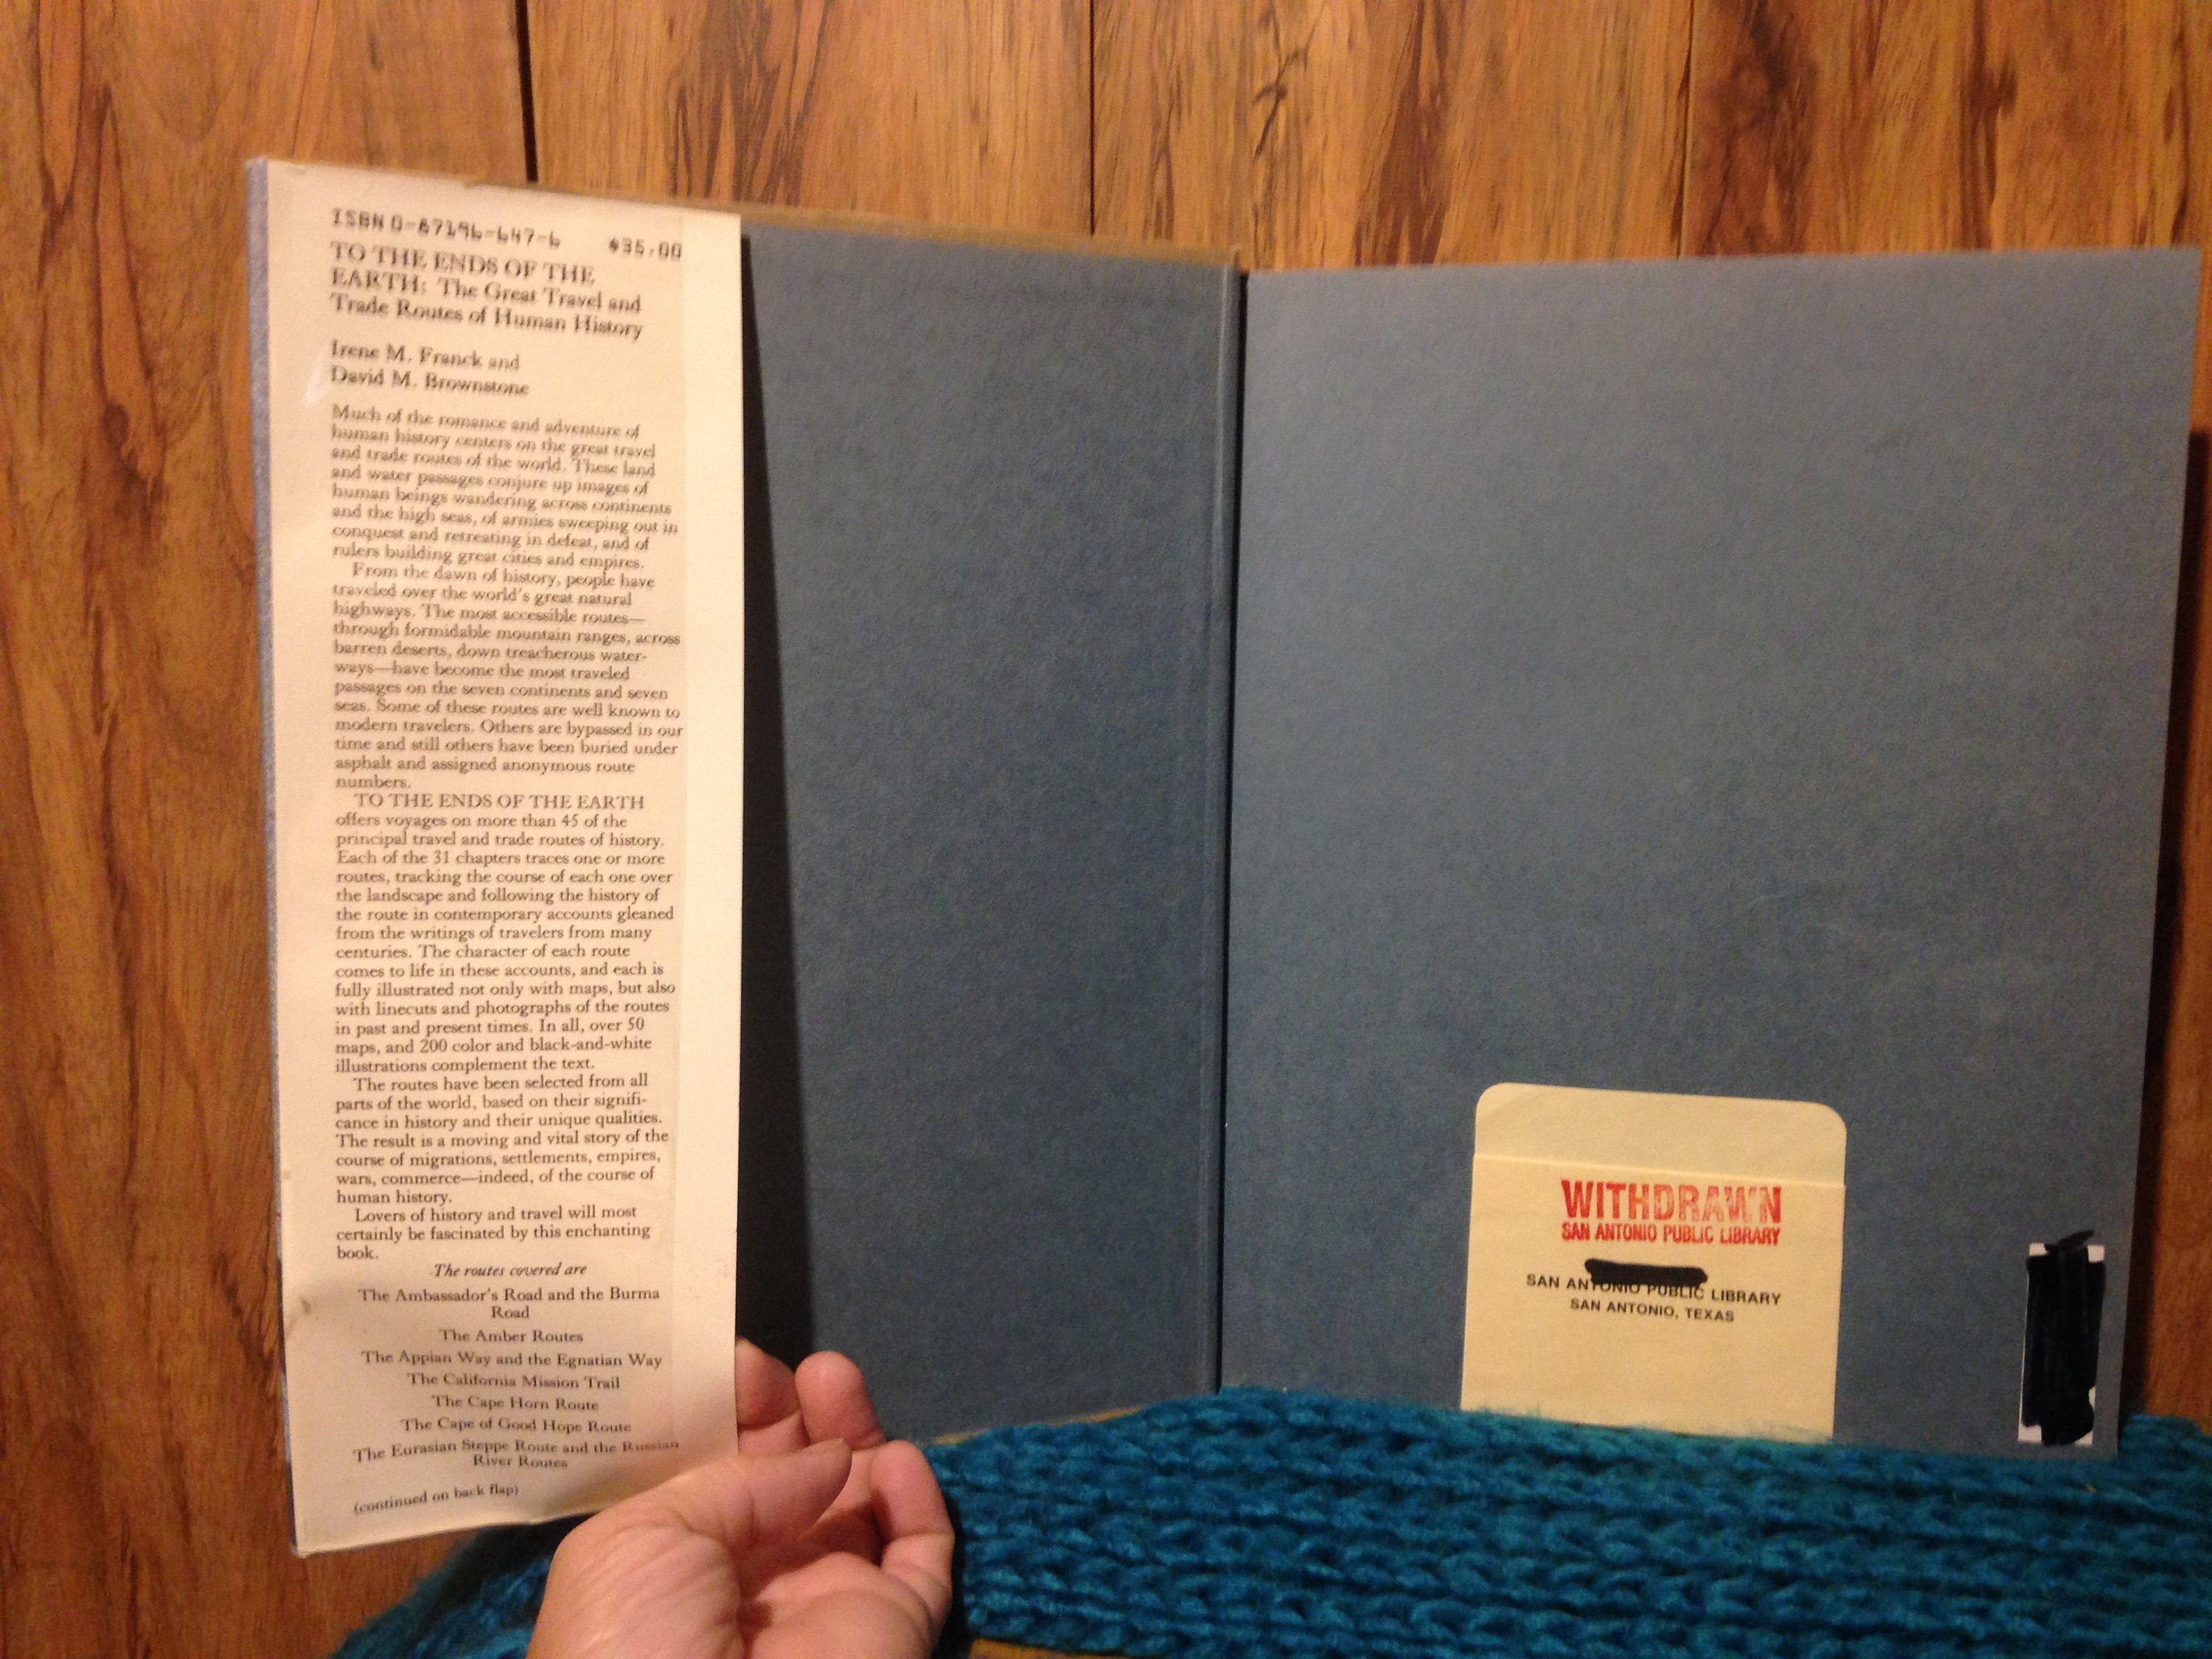 ISBN 0-87196-647-6 $35.00
TO THE ENDS OF THE
EARTH: The Great Travel and
Trade Routes of Human History
Irene M. Franck and
David M. Brownstone
Much of the romance and adventure of
human history centers on the great travel
and trade routes of the world. These land
and water passages conjure up images of
human beings wandering across continents
and the high seas, of armies sweeping out in
conquest and retreating in defeat, and of
rulers building great cities and empires.
From the dawn of history, people have
traveled over the world's great natural
highways. The most accessible routes—
through formidable mountain ranges, across
barren deserts, down treacherous water-
ways—have become the most traveled
passages on the seven continents and seven
seas. Some of these routes are well known to
modern travelers. Others are bypassed in our
time and still others have been buried under
asphalt and assigned anonymous route
numbers.
TO THE ENDS OF THE EARTH
offers voyages on more than 45 of the
principal travel and trade routes of history.
Each of the 31 chapters traces one or more
routes, tracking the course of each one over
the landscape and following the history of
the route in contemporary accounts gleaned
from the writings of travelers from many
centuries. The character of each route
comes to life in these accounts, and each is
fully illustrated not only with maps, but also
with linecuts and photographs of the routes
in past and present times. In all, over 50
maps, and 200 color and black-and-white
illustrations complement the text.
The routes have been selected from all
parts of the world, based on their signifi-
cance in history and their unique qualities.
The result is a moving and vital story of the
course of migrations, settlements, empires,
wars, commerce—indeed, of the course of
human history.
Lovers of history and travel will most
certainly be fascinated by this enchanting
book.
The routes covered are
The Ambassador's Road and the Burma
Road
The Amber Routes
The Appian Way and the Egnatian Way
The California Mission Trail
The Cape Horn Route
The Cape of Good Hope Route
The Eurasian Steppe Route and the Russian
River Routes
(continued on back flap)
WITHDRAWN
SAN ANTONIO PUBLIC LIBRARY
SAN ANTONIO PUBLIC LIBRARY
SAN ANTONIO, TEXAS